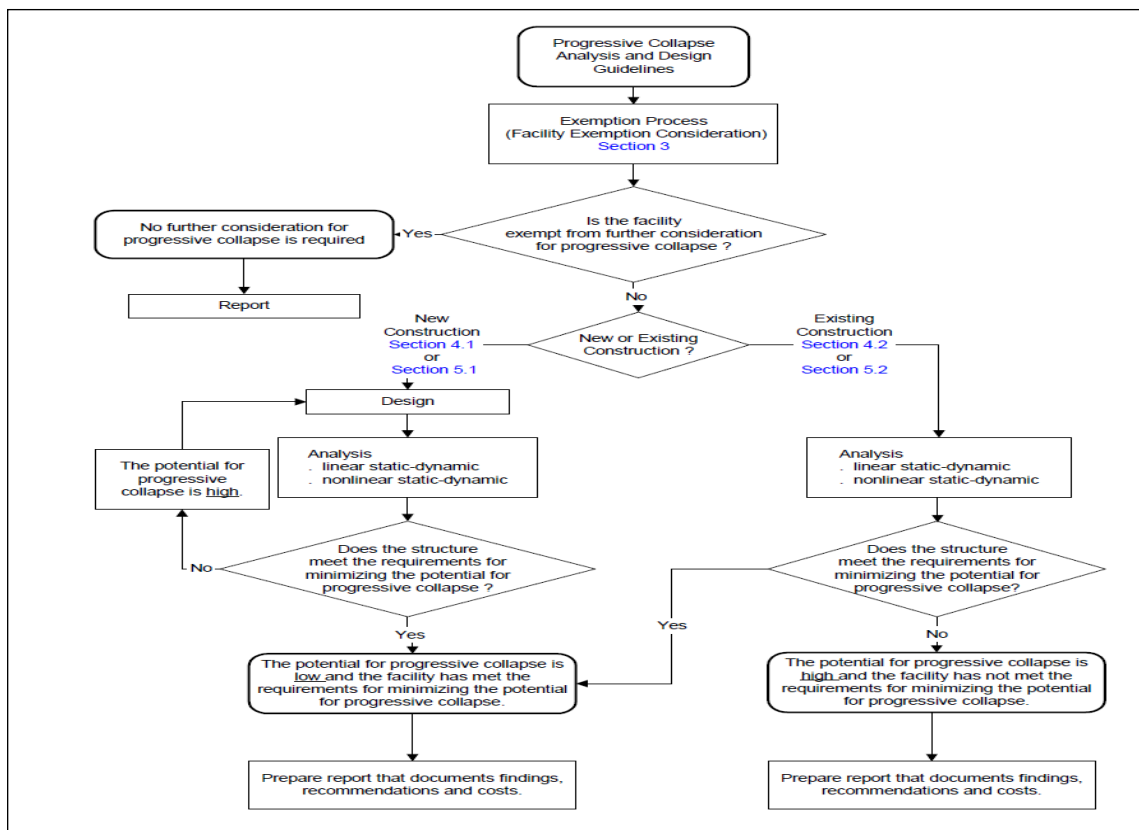 Progressive Collapse
Analysis and Design
Guidelines
Exemption Process
(Facility Exemption Consideration)
Section 3
Is the facility
exempt from further consideration
for progressive collapse ?
Yes
No further consideration for
progressive collapse is required
Report
No
New or Existing
Construction ?
New
Construction
Section 4.1
or
Section 5.1
Existing
Construction
Section 4.2
or
Section 5.2
Design
The potential for
progressive
collapse is high.
Analysis
. linear static-dynamic
. nonlinear static-dynamic
Analysis
. linear static-dynamic
. nonlinear static-dynamic
No
Does the structure
meet the requirements for
minimizing the potential for
progressive collapse ?
Does the structure
meet the requirements for
minimizing the potential for
progressive collapse?
Yes
Yes
No
The potential for progressive collapse is
low and the facility has met the
requirements for minimizing the potential
for progressive collapse.
The potential for progressive collapse is
high and the facility has not met the
requirements for minimizing the potential
for progressive collapse.
Prepare report that documents findings,
recommendations and costs.
Prepare report that documents findings,
recommendations and costs.